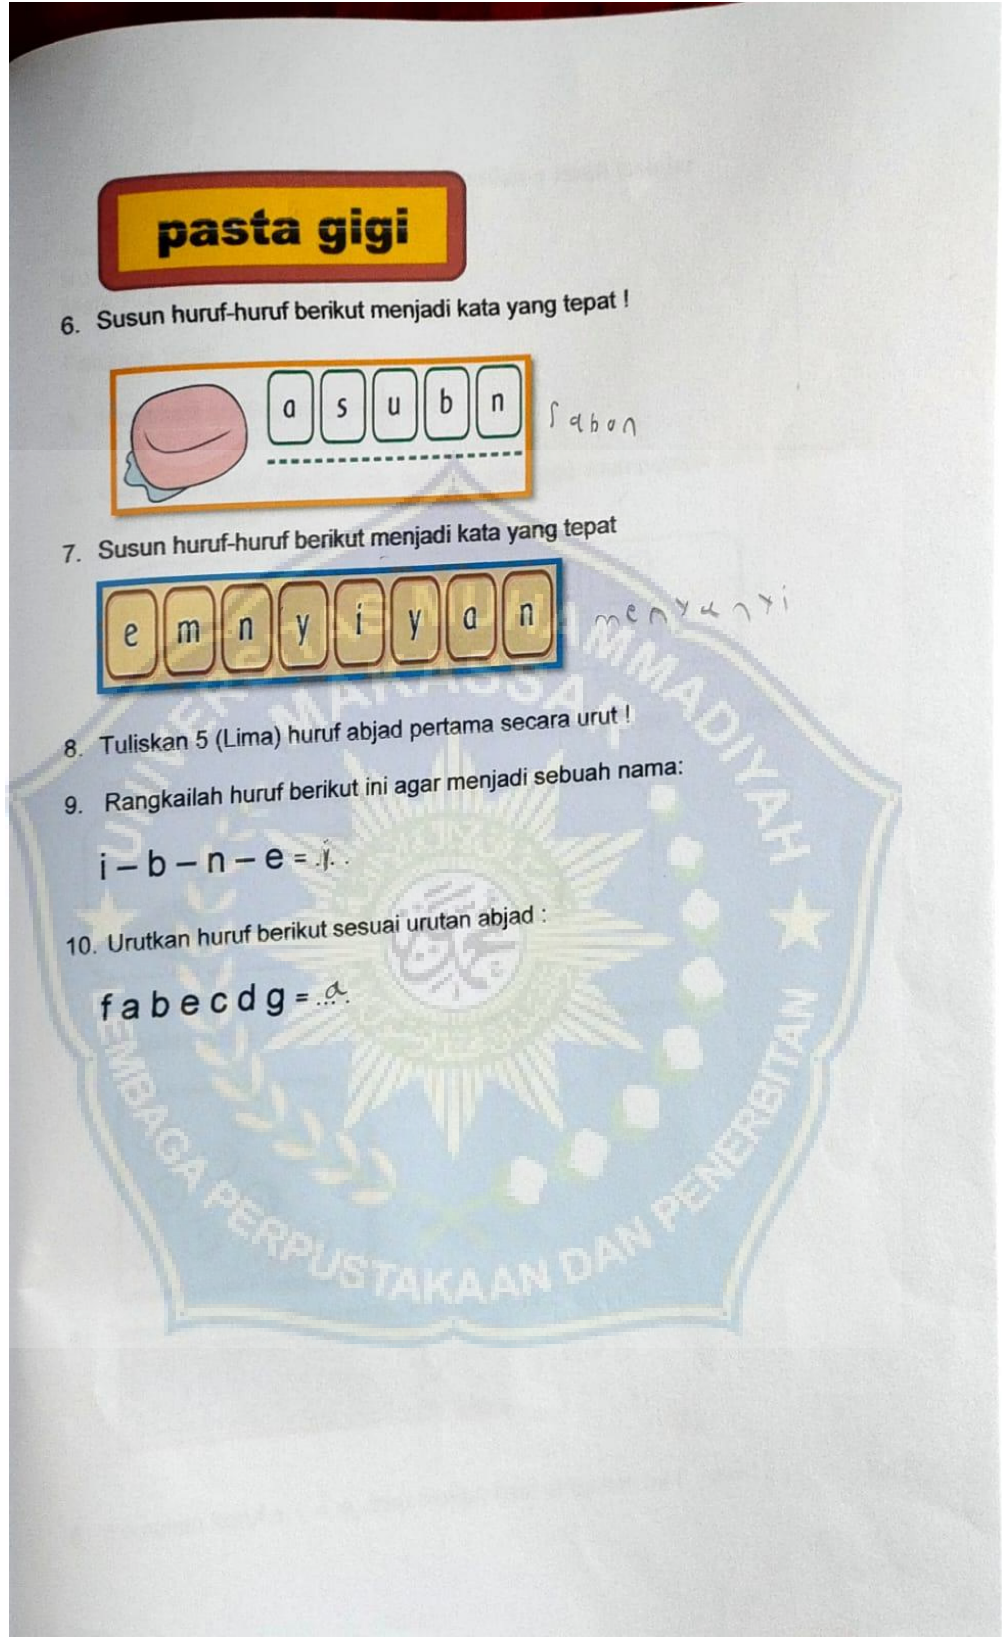 pasta gigi
6. Susun huruf-huruf berikut menjadi kata yang tepat !
a s u b n
sabon
7. Susun huruf-huruf berikut menjadi kata yang tepat
e m n y i y a n
menyanyi
8. Tuliskan 5 (Lima) huruf abjad pertama secara urut !
9. Rangkailah huruf berikut ini agar menjadi sebuah nama:
i – b – n – e = .i. .
10. Urutkan huruf berikut sesuai urutan abjad :
f a b e c d g = ...a.
UNIVERSITAS MUHAMMADIYAH
MAKASSAR
LEMBAGA PERPUSTAKAAN DAN PENERBITAN